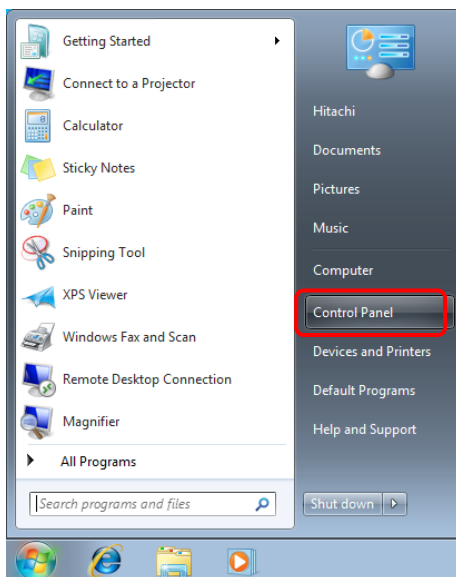 Getting Started
Connect to a Projector
Calculator
Sticky Notes
Paint
Snipping Tool
XPS Viewer
Windows Fax and Scan
Remote Desktop Connection
Magnifier
All Programs
Search programs and files
Hitachi
Documents
Pictures
Music
Computer
Control Panel
Devices and Printers
Default Programs
Help and Support
Shut down